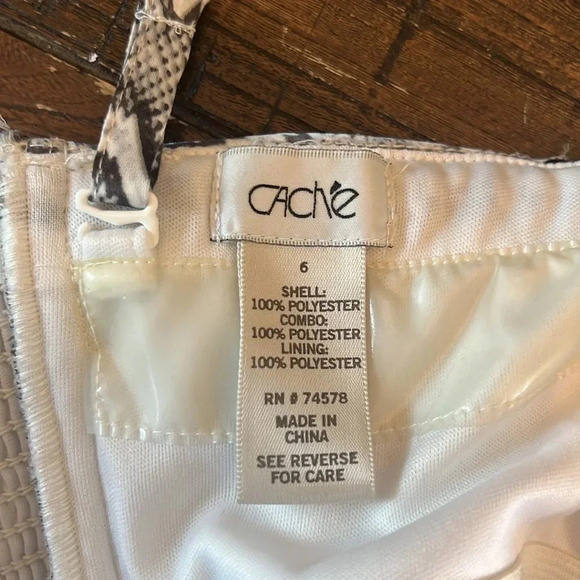 CACHé
6
SHELL:
100% POLYESTER
COMBO:
100% POLYESTER
LINING:
100% POLYESTER
RN # 74578
MADE IN
CHINA
SEE REVERSE
FOR CARE